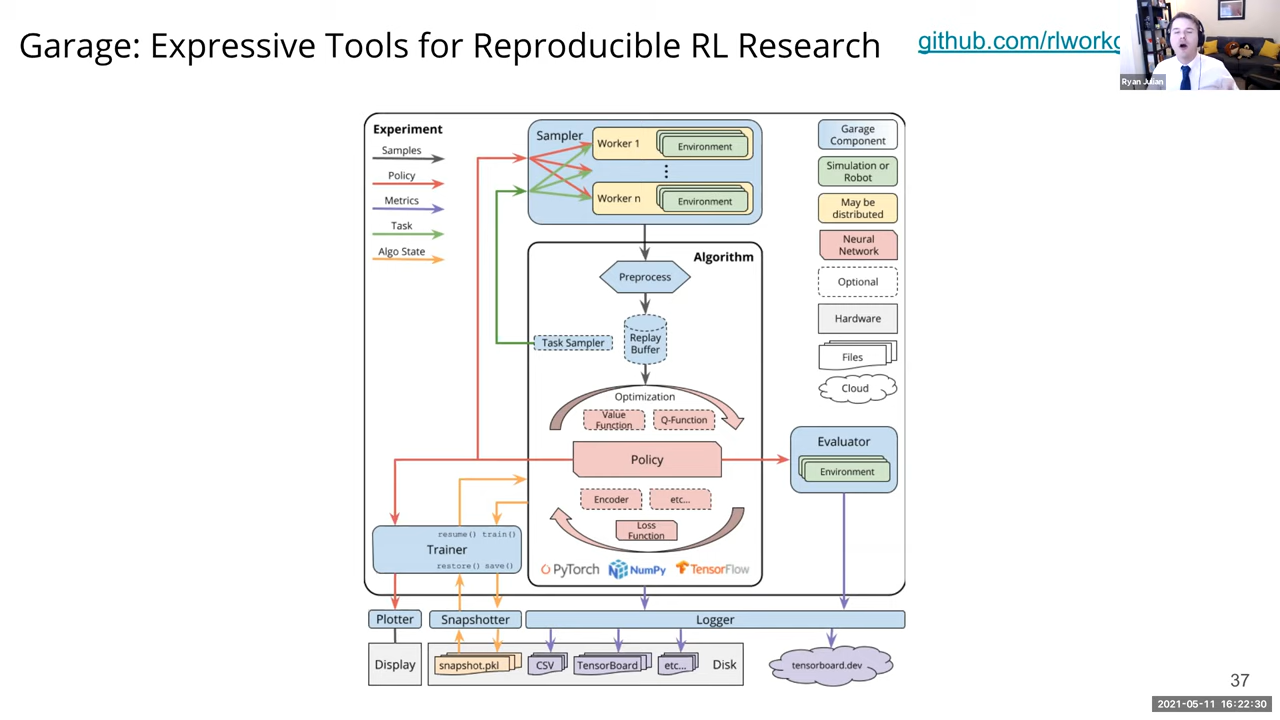 Garage: Expressive Tools for Reproducible RL Research
github.com/rlwork
Ryan Julian
Experiment
Samples
Policy
Metrics
Task
Algo State
Sampler
Worker 1
Environment
Worker n
Environment
Garage
Component
Simulation or
Robot
May be
distributed
Neural
Network
Optional
Hardware
Files
Cloud
Algorithm
Preprocess
Task Sampler
Replay
Buffer
Optimization
Value
Function
Q-Function
Policy
Encoder
etc...
Loss
Function
PyTorch
NumPy
TensorFlow
Evaluator
Environment
resume() train()
Trainer
restore() save()
Plotter
Snapshotter
Logger
Display
snapshot.pkl
CSV
TensorBoard
etc...
Disk
tensorboard.dev
37
2021-05-11 16:22:30